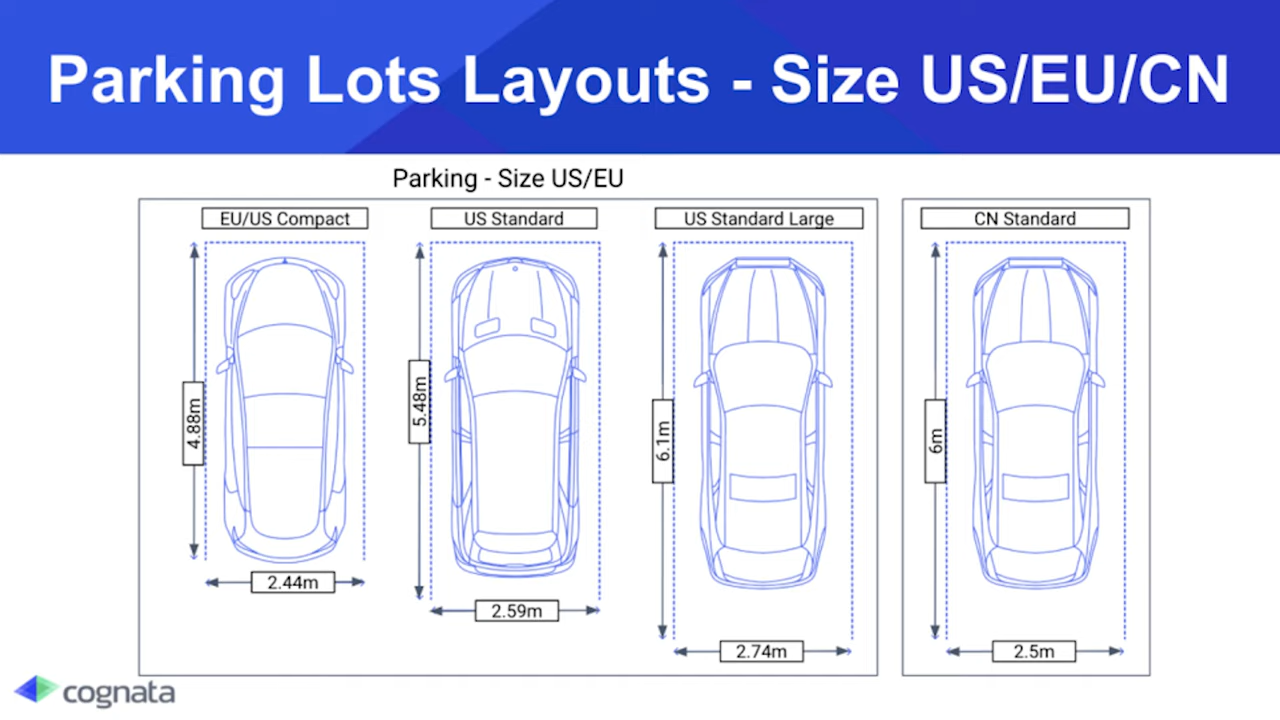 Parking Lots Layouts - Size US/EU/CN
Parking - Size US/EU
EU/US Compact
US Standard
US Standard Large
CN Standard
4.88m
5.48m
6.1m
6m
2.44m
2.59m
2.74m
2.5m
cognata